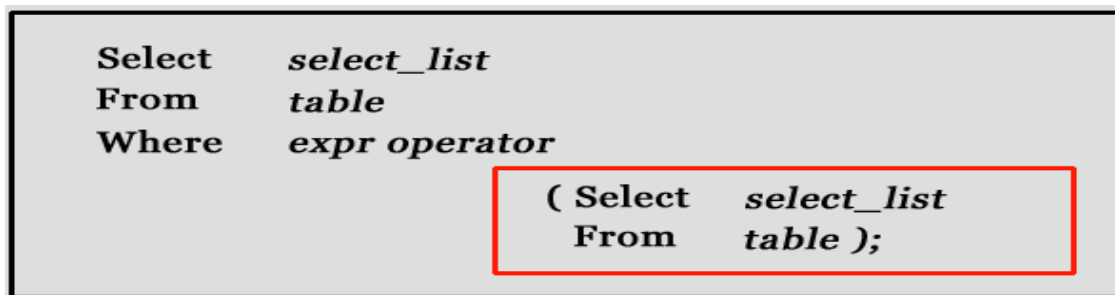 Select select_list
From table
Where expr operator
( Select select_list
From table );